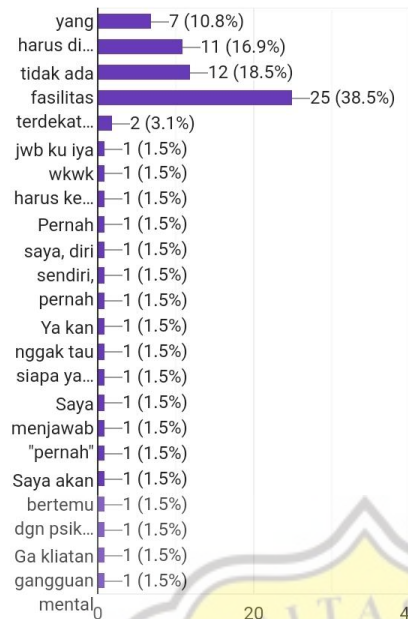 yang
7 (10.8%)
harus di...
11 (16.9%)
tidak ada
12 (18.5%)
fasilitas
25 (38.5%)
terdekat...
2 (3.1%)
jwb ku iya
1 (1.5%)
wkwk
1 (1.5%)
harus ke...
1 (1.5%)
Pernah
1 (1.5%)
saya, diri
1 (1.5%)
sendiri,
1 (1.5%)
pernah
1 (1.5%)
Ya kan
1 (1.5%)
nggak tau
1 (1.5%)
siapa ya...
1 (1.5%)
Saya
1 (1.5%)
menjawab
1 (1.5%)
"pernah"
1 (1.5%)
Saya akan
1 (1.5%)
bertemu
1 (1.5%)
dgn psik...
1 (1.5%)
Ga kliatan
1 (1.5%)
gangguan
1 (1.5%)
mental
0 20 4